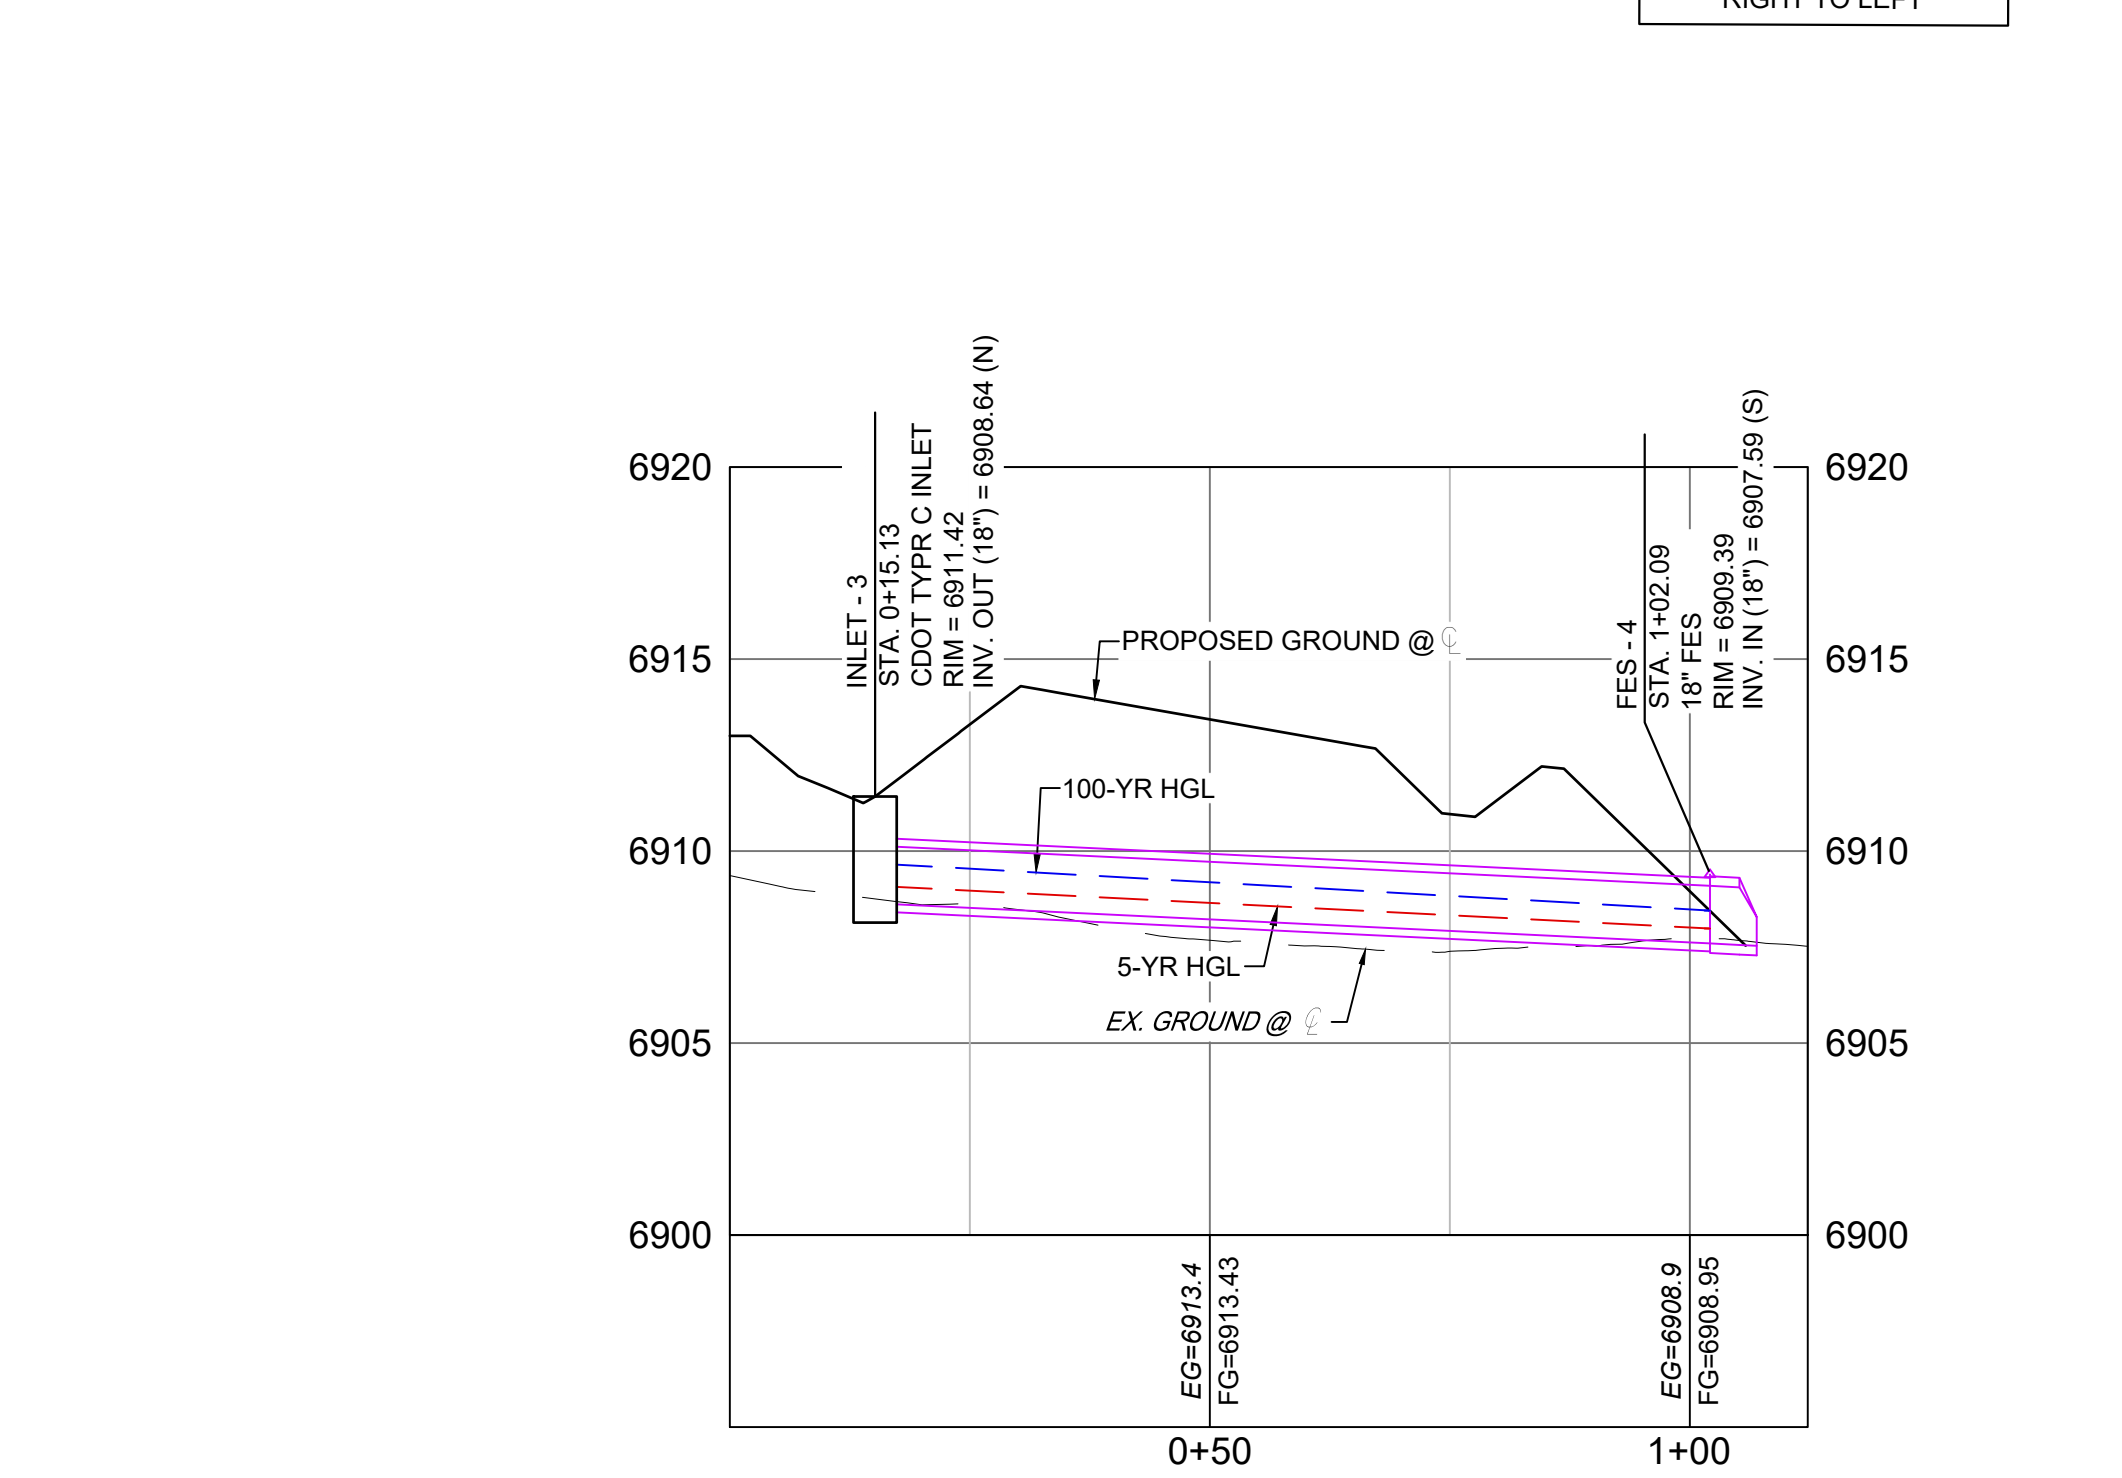 RIGHT TO LEFT
INLET - 3
STA. 0+15.13
CDOT TYPR C INLET
RIM = 6911.42
INV. OUT (18") = 6908.64 (N)
FES - 4
STA. 1+02.09
18" FES
RIM = 6909.39
INV. IN (18") = 6907.59 (S)
6920
6920
PROPOSED GROUND @ ℄
6915
6915
100-YR HGL
6910
6910
5-YR HGL
EX. GROUND @ ℄
6905
6905
6900
6900
EG=6913.4
FG=6913.43
EG=6908.9
FG=6908.95
0+50
1+00